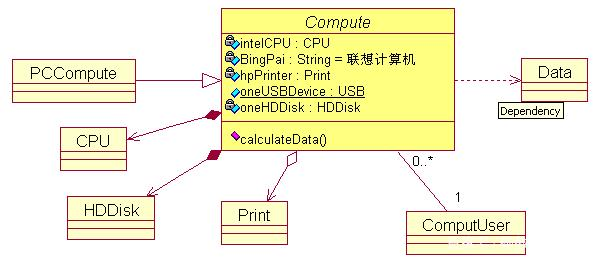 Compute
intelCPU : CPU
BingPai : String = 联想计算机
hpPrinter : Print
oneUSBDevice : USB
oneHDDisk : HDDisk
calculateData()
PCCompute
Data
Dependency
CPU
HDDisk
Print
0..*
1
ComputUser